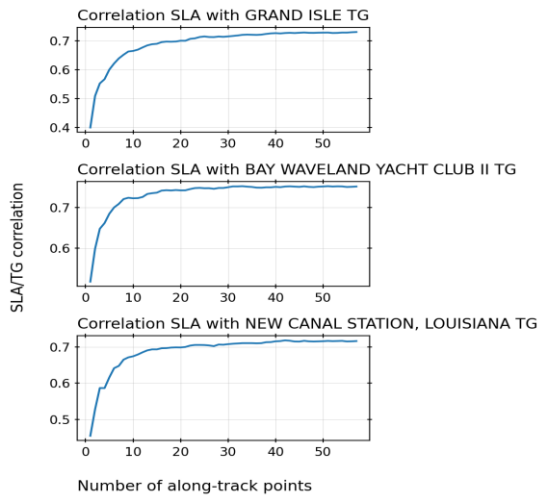 Correlation SLA with GRAND ISLE TG
0.7
0.6
0.5
0.4
0 10 20 30 40 50
Correlation SLA with BAY WAVELAND YACHT CLUB II TG
0.7
0.6
0 10 20 30 40 50
SLA/TG correlation
Correlation SLA with NEW CANAL STATION, LOUISIANA TG
0.7
0.6
0.5
0 10 20 30 40 50
Number of along-track points